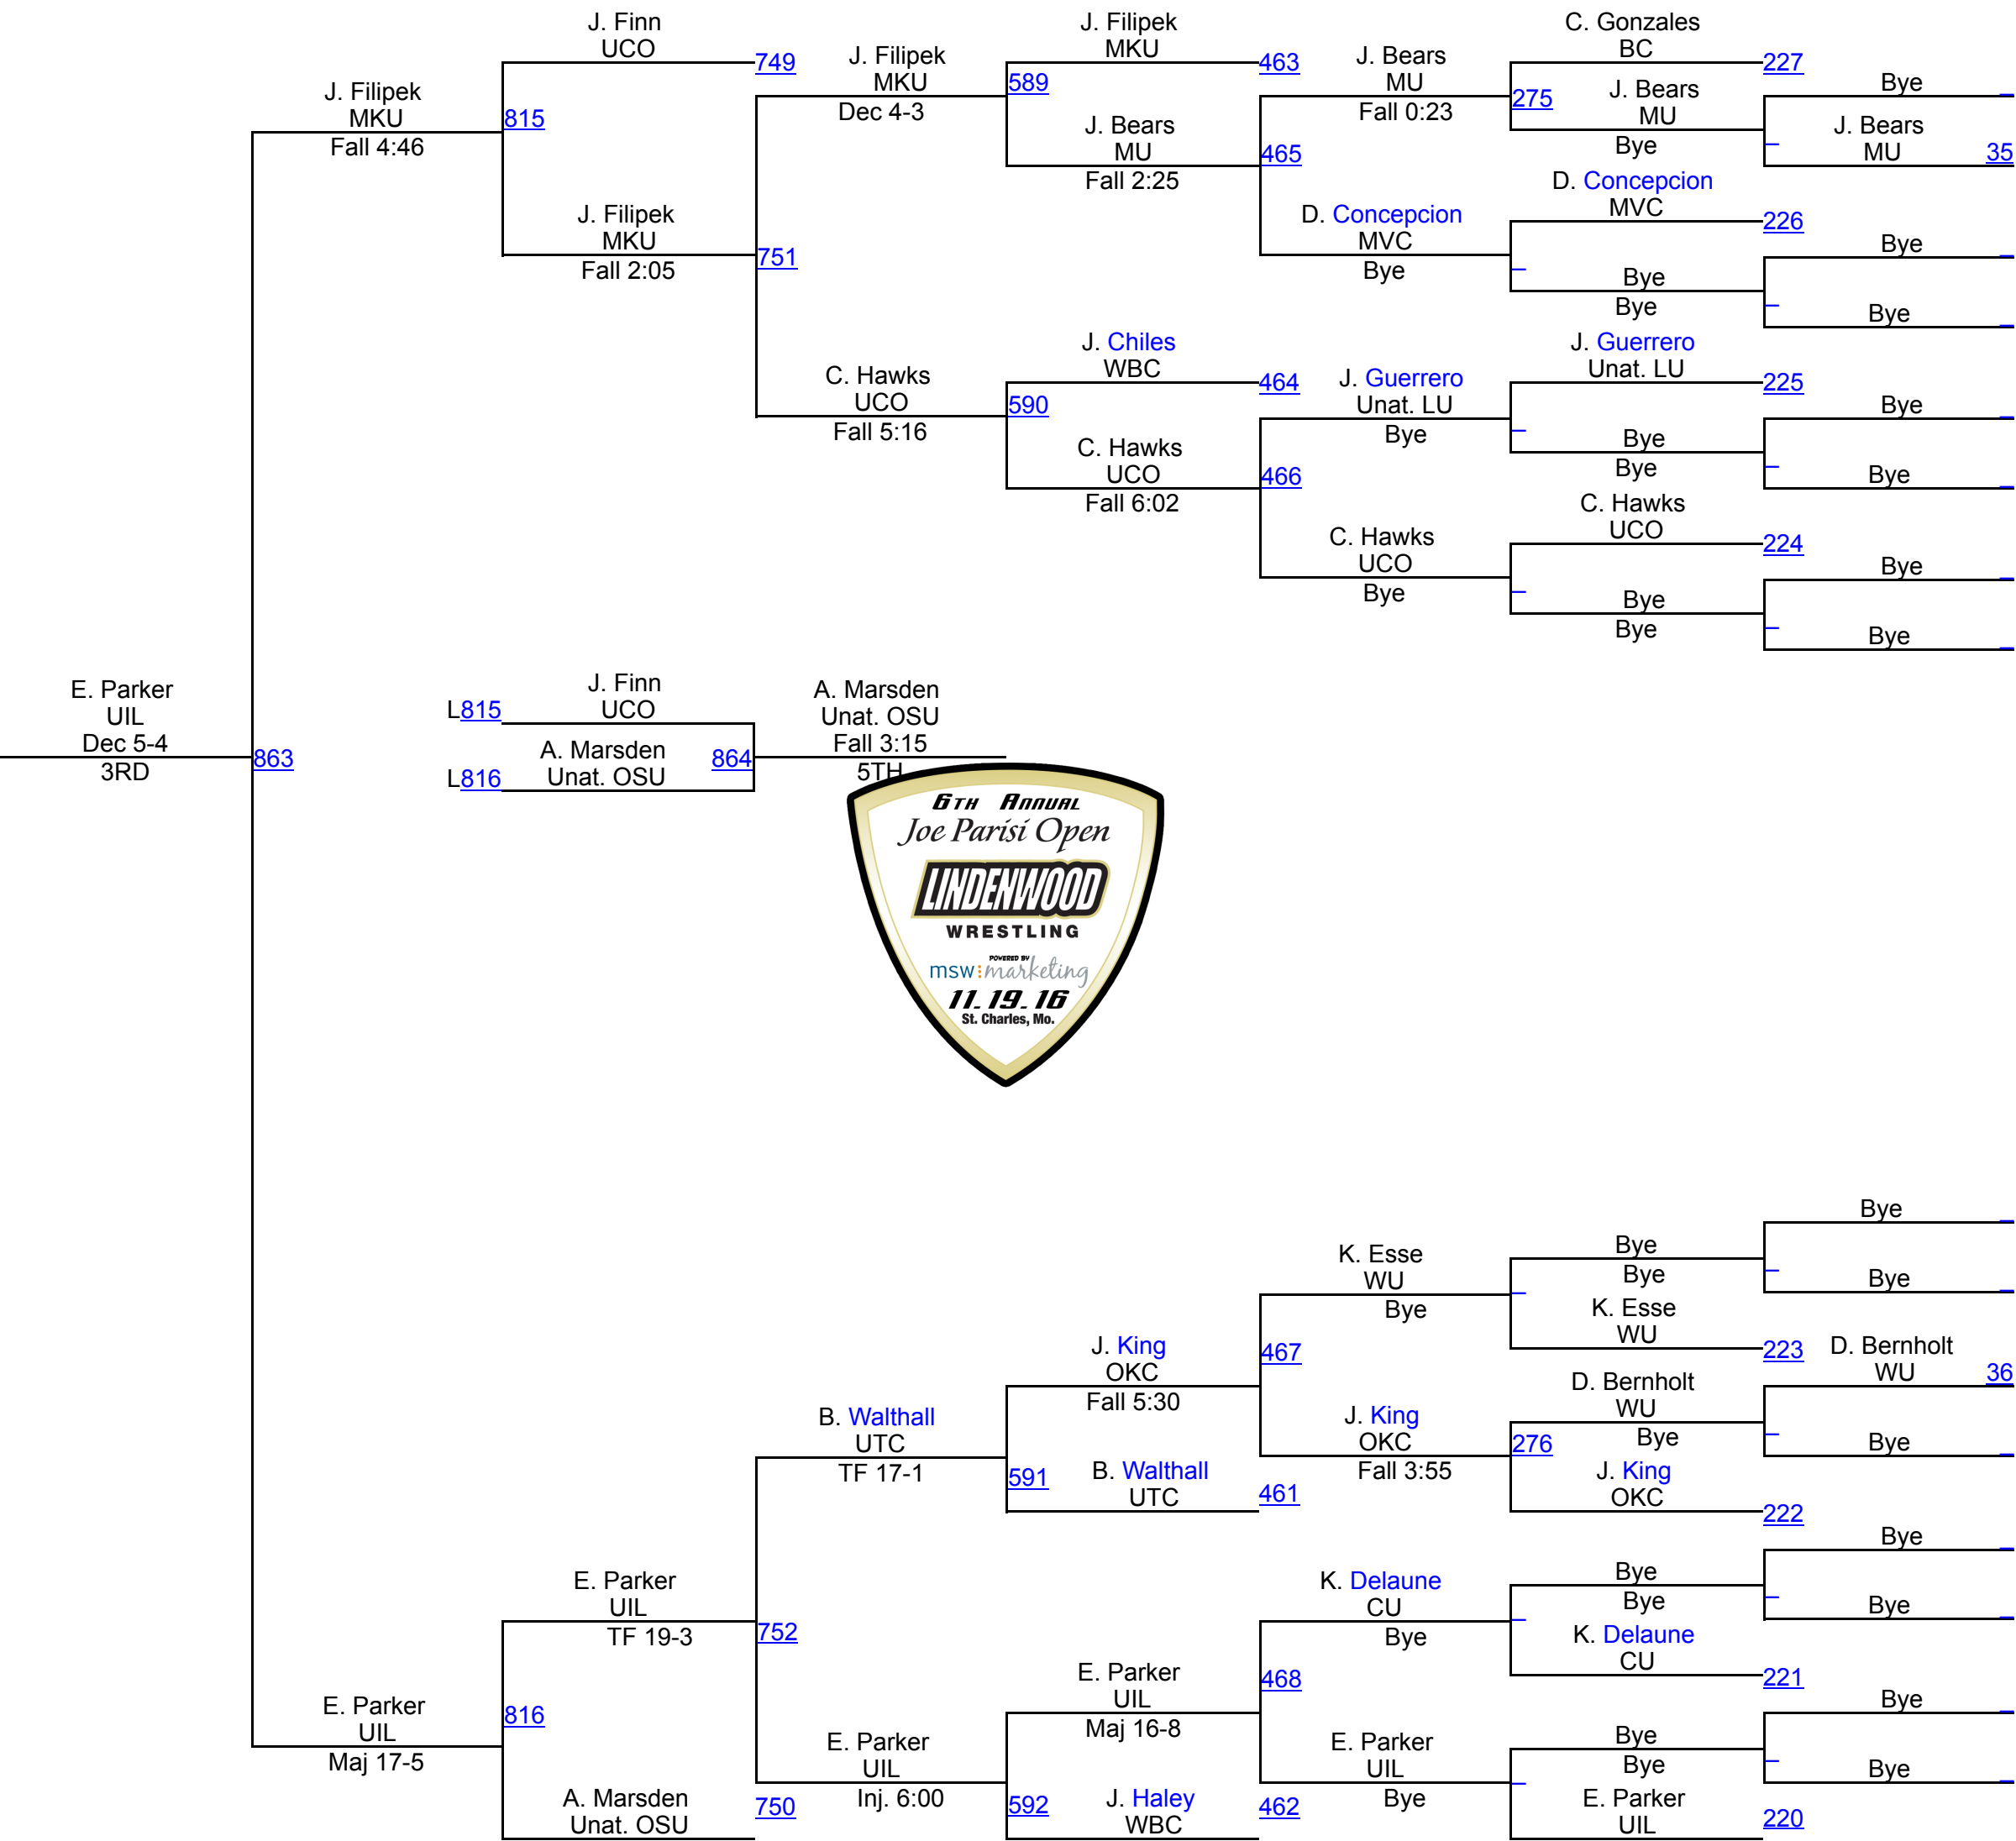 J. Finn
UCO
749
J. Filipek
MKU
Fall 4:46
815
J. Filipek
MKU
Fall 2:05
751
J. Filipek
MKU
Dec 4-3
589
J. Filipek
MKU
463
J. Bears
MU
Fall 2:25
465
J. Bears
MU
Fall 0:23
275
C. Gonzales
BC
227
J. Bears
MU
Bye
Bye
J. Bears
MU
35
D. Concepcion
MVC
Bye
D. Concepcion
MVC
226
Bye
Bye
Bye
Bye
C. Hawks
UCO
Fall 5:16
590
J. Chiles
WBC
464
C. Hawks
UCO
Fall 6:02
466
J. Guerrero
Unat. LU
Bye
J. Guerrero
Unat. LU
225
Bye
Bye
Bye
Bye
C. Hawks
UCO
Bye
C. Hawks
UCO
224
Bye
Bye
Bye
Bye
E. Parker
UIL
Dec 5-4
3RD
863
L815
J. Finn
UCO
L816
A. Marsden
Unat. OSU
864
A. Marsden
Unat. OSU
Fall 3:15
5TH
6TH ANNUAL
Joe Parisi Open
LINDENWOOD
WRESTLING
POWERED BY
msw marketing
11.19.16
St. Charles, Mo.
E. Parker
UIL
Maj 17-5
816
E. Parker
UIL
TF 19-3
752
A. Marsden
Unat. OSU
750
B. Walthall
UTC
TF 17-1
591
J. King
OKC
Fall 5:30
467
B. Walthall
UTC
461
K. Esse
WU
Bye
Bye
Bye
K. Esse
WU
223
Bye
Bye
J. King
OKC
Fall 3:55
276
D. Bernholt
WU
Bye
J. King
OKC
222
D. Bernholt
WU
36
Bye
E. Parker
UIL
Inj. 6:00
592
E. Parker
UIL
Maj 16-8
468
J. Haley
WBC
462
K. Delaune
CU
Bye
Bye
Bye
K. Delaune
CU
221
Bye
Bye
E. Parker
UIL
Bye
Bye
Bye
E. Parker
UIL
220
Bye
Bye